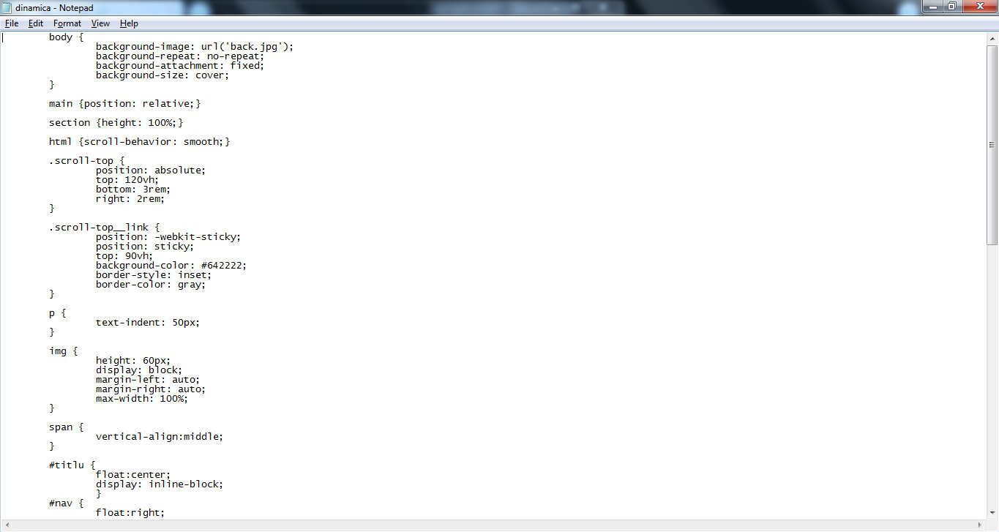 dinamica - Notepad
File Edit Format View Help
body {
background-image: url('back.jpg');
background-repeat: no-repeat;
background-attachment: fixed;
background-size: cover;
}
main {position: relative;}
section {height: 100%;}
html {scroll-behavior: smooth;}
.scroll-top {
position: absolute;
top: 120vh;
bottom: 3rem;
right: 2rem;
}
.scroll-top__link {
position: -webkit-sticky;
position: sticky;
top: 90vh;
background-color: #642222;
border-style: inset;
border-color: gray;
}
p {
text-indent: 50px;
}
img {
height: 60px;
display: block;
margin-left: auto;
margin-right: auto;
max-width: 100%;
}
span {
vertical-align:middle;
}
#titlu {
float:center;
display: inline-block;
}
#nav {
float:right;